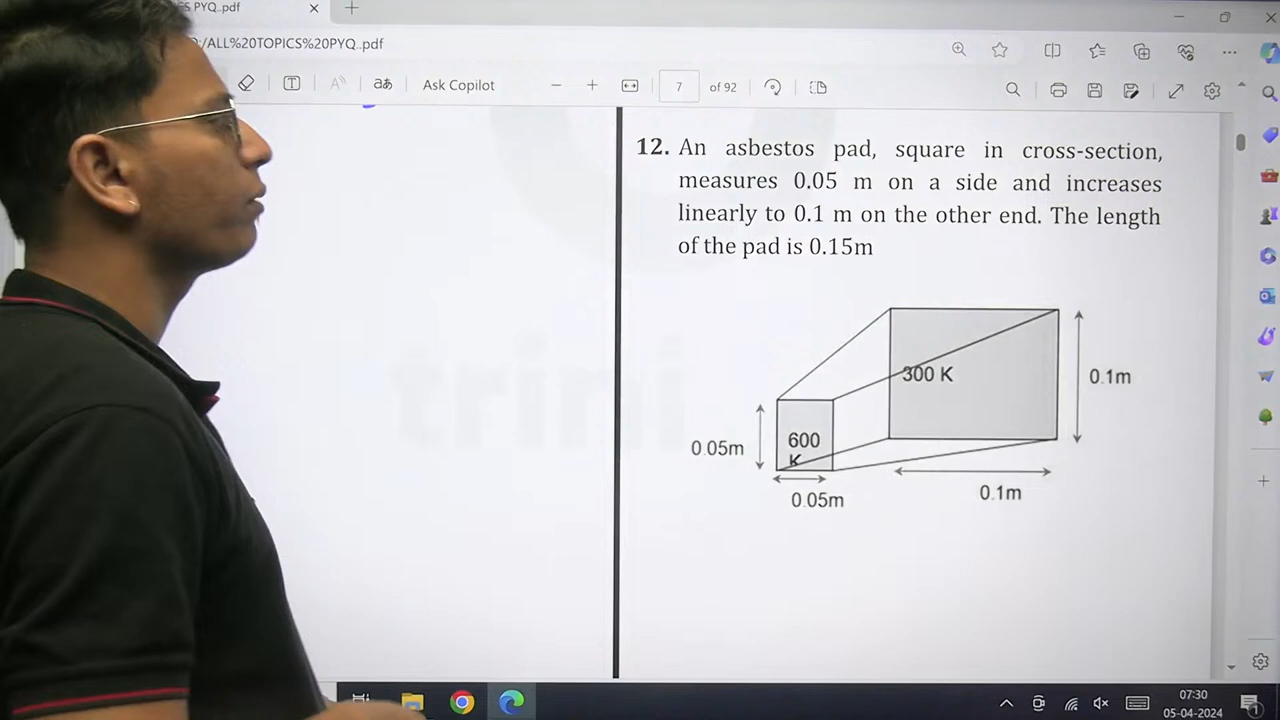 S PYQ..pdf
:/ALL%20TOPICS%20PYQ..pdf
Ask Copilot
7 of 92
12. An asbestos pad, square in cross-section,
measures 0.05 m on a side and increases
linearly to 0.1 m on the other end. The length
of the pad is 0.15m
300 K
0.1m
0.05m
600
K
0.05m
0.1m
07:30
05-04-2024